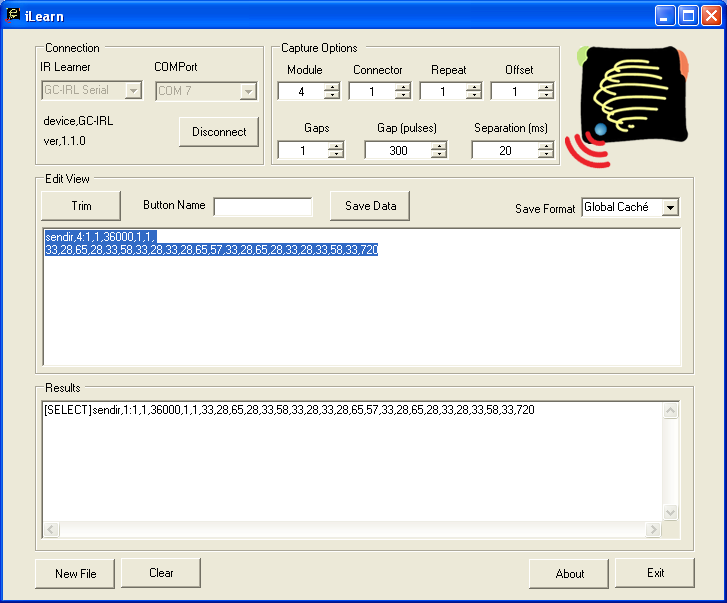 iLearn
Connection
IR Learner
COMPort
GC-IRL Serial
COM 7
device,GC-IRL
ver,1.1.0
Disconnect
Capture Options
Module
Connector
Repeat
Offset
4
1
1
1
Gaps
Gap (pulses)
Separation (ms)
1
300
20
Edit View
Trim
Button Name
Save Data
Save Format
Global Caché
sendir,4:1,1,36000,1,1,
33,28,65,28,33,58,33,28,33,28,65,57,33,28,65,28,33,28,33,58,33,720
Results
[SELECT]sendir,1:1,1,36000,1,1,33,28,65,28,33,58,33,28,33,28,65,57,33,28,65,28,33,28,33,58,33,720
New File
Clear
About
Exit